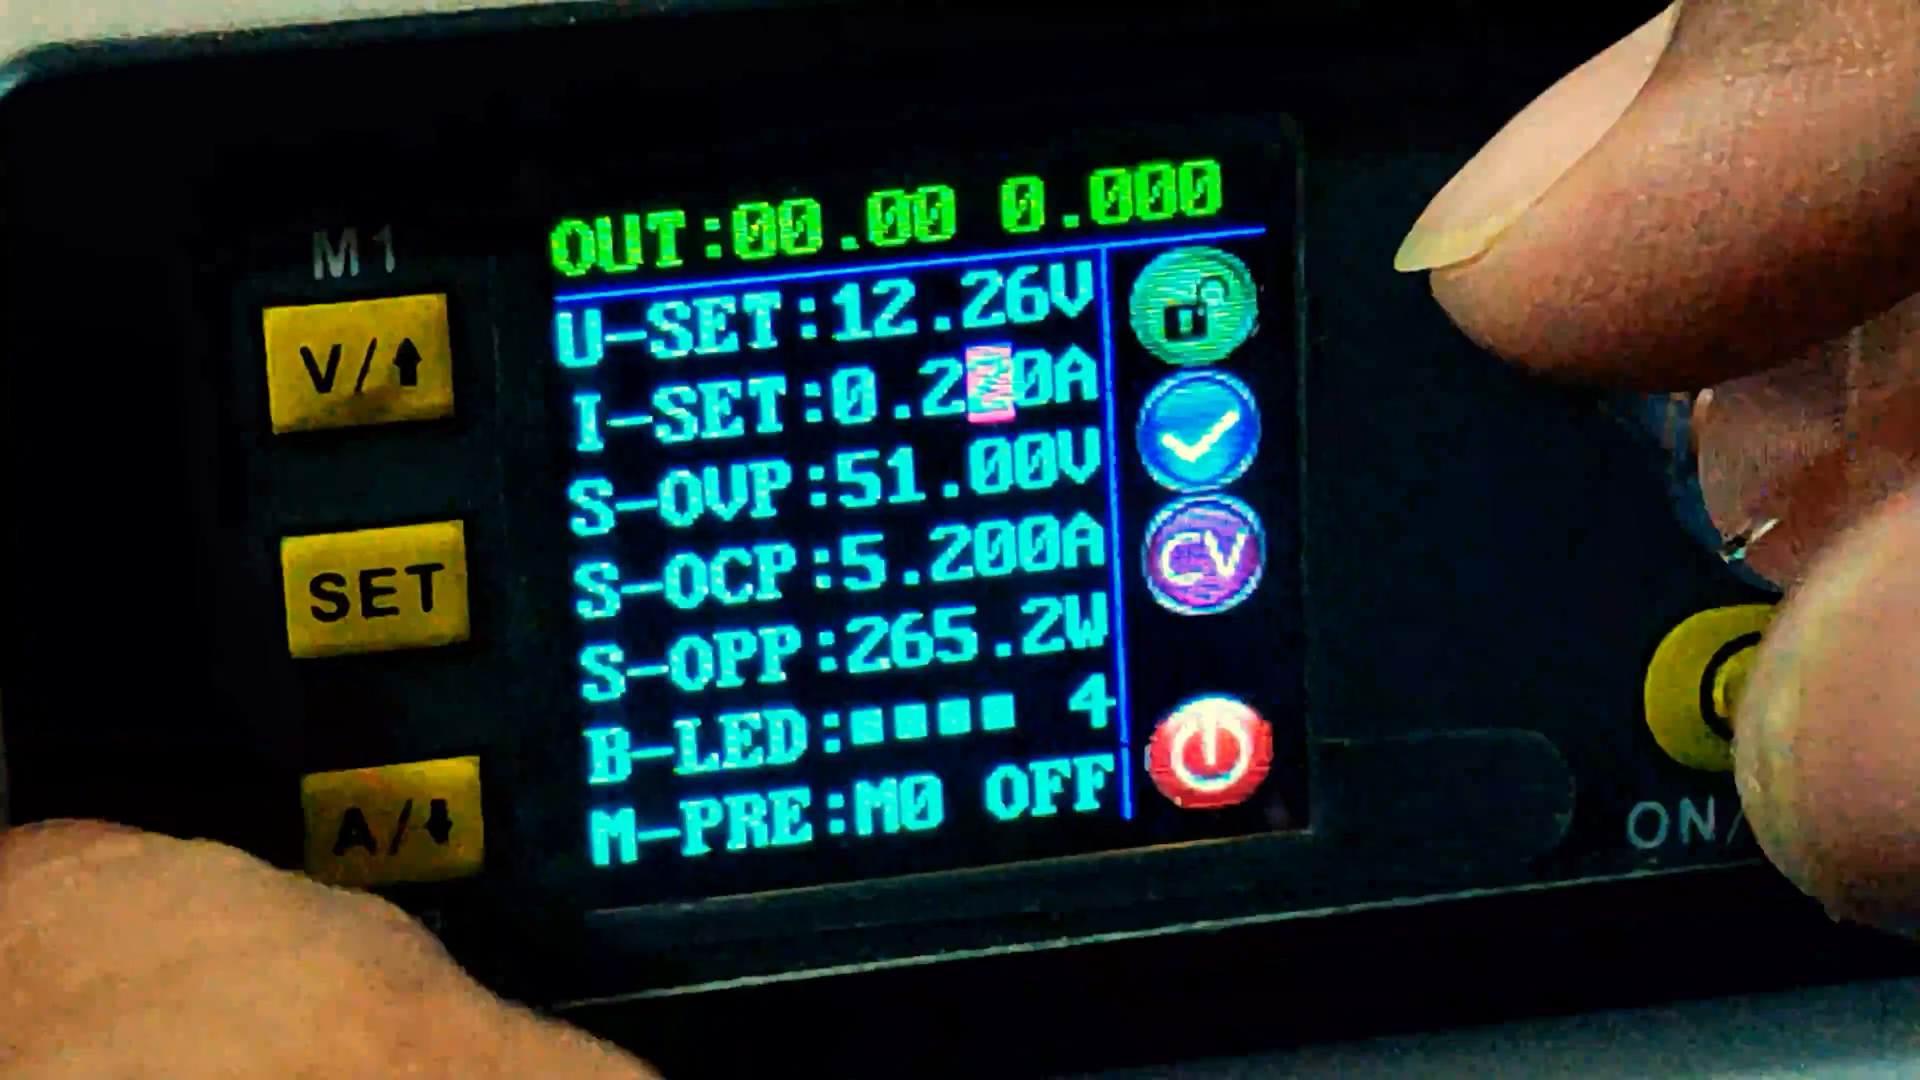 OUT:00.00 0.000
M1
V/⬆
U-SET:12.26V
I-SET:0.220A
S-OVP:51.00V
SET
S-OCP:5.200A
S-OPP:265.2W
B-LED:■■■■ 4
A/⬇
M-PRE:M0 OFF
CV
ON/